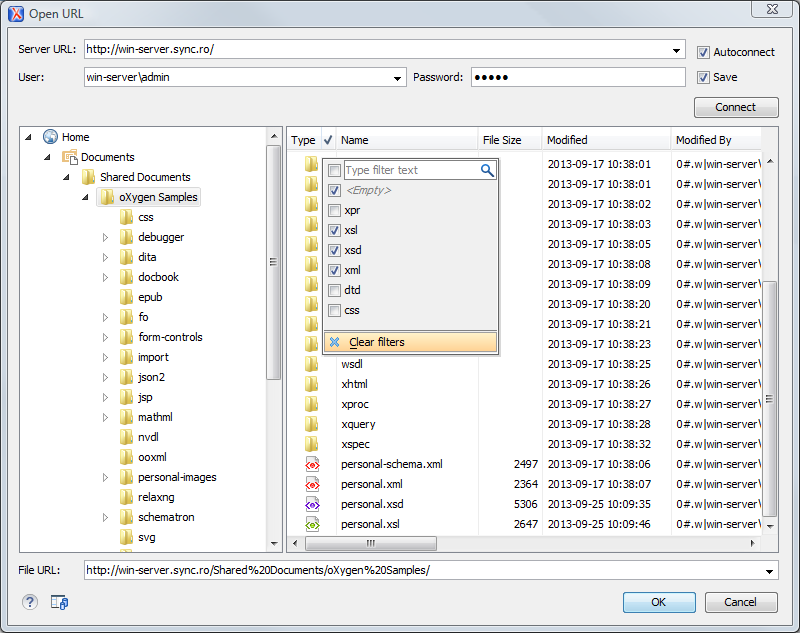 Open URL
Server URL: http://win-server.sync.ro/ Autoconnect
User: win-server\admin Password: ●●●●● Save
Connect
Home
Documents
Shared Documents
oXygen Samples
css
debugger
dita
docbook
epub
fo
form-controls
import
json2
jsp
mathml
nvdl
ooxml
personal-images
relaxng
schematron
svg
Type Name File Size Modified Modified By
2013-09-17 10:38:01 0#.w|win-server\
2013-09-17 10:38:01 0#.w|win-server\
2013-09-17 10:38:02 0#.w|win-server\
2013-09-17 10:38:03 0#.w|win-server\
2013-09-17 10:38:05 0#.w|win-server\
2013-09-17 10:38:08 0#.w|win-server\
2013-09-17 10:38:09 0#.w|win-server\
2013-09-17 10:38:20 0#.w|win-server\
2013-09-17 10:38:21 0#.w|win-server\
2013-09-17 10:38:23 0#.w|win-server\
Type filter text
<Empty>
xpr
xsl
xsd
xml
dtd
css
Clear filters
wsdl 2013-09-17 10:38:25 0#.w|win-server\
xhtml 2013-09-17 10:38:26 0#.w|win-server\
xproc 2013-09-17 10:38:27 0#.w|win-server\
xquery 2013-09-17 10:38:28 0#.w|win-server\
xspec 2013-09-17 10:38:32 0#.w|win-server\
personal-schema.xml 2497 2013-09-17 10:38:06 0#.w|win-server\
personal.xml 2364 2013-09-17 10:38:07 0#.w|win-server\
personal.xsd 5306 2013-09-25 10:09:35 0#.w|win-server\
personal.xsl 2647 2013-09-25 10:09:46 0#.w|win-server\
File URL: http://win-server.sync.ro/Shared%20Documents/oXygen%20Samples/
? OK Cancel